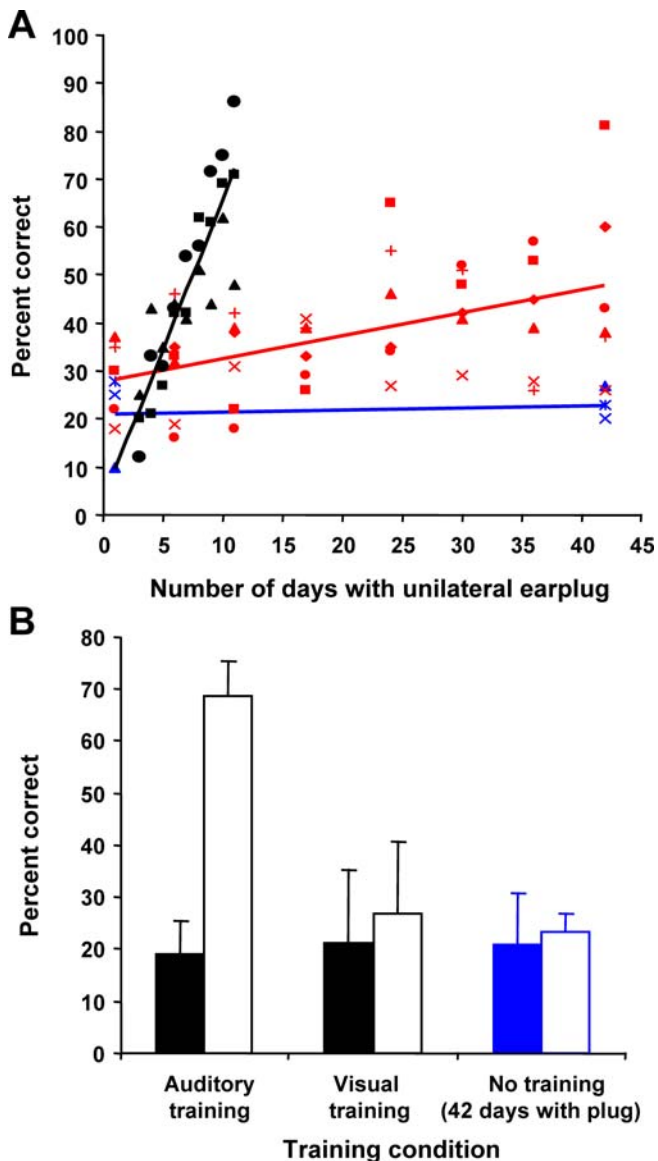 A
100
90
80
70
60
50
40
30
20
10
0
Percent correct
0 5 10 15 20 25 30 35 40 45
Number of days with unilateral earplug
B
80
70
60
50
40
30
20
10
0
Percent correct
Auditory training
Visual training
No training (42 days with plug)
Training condition